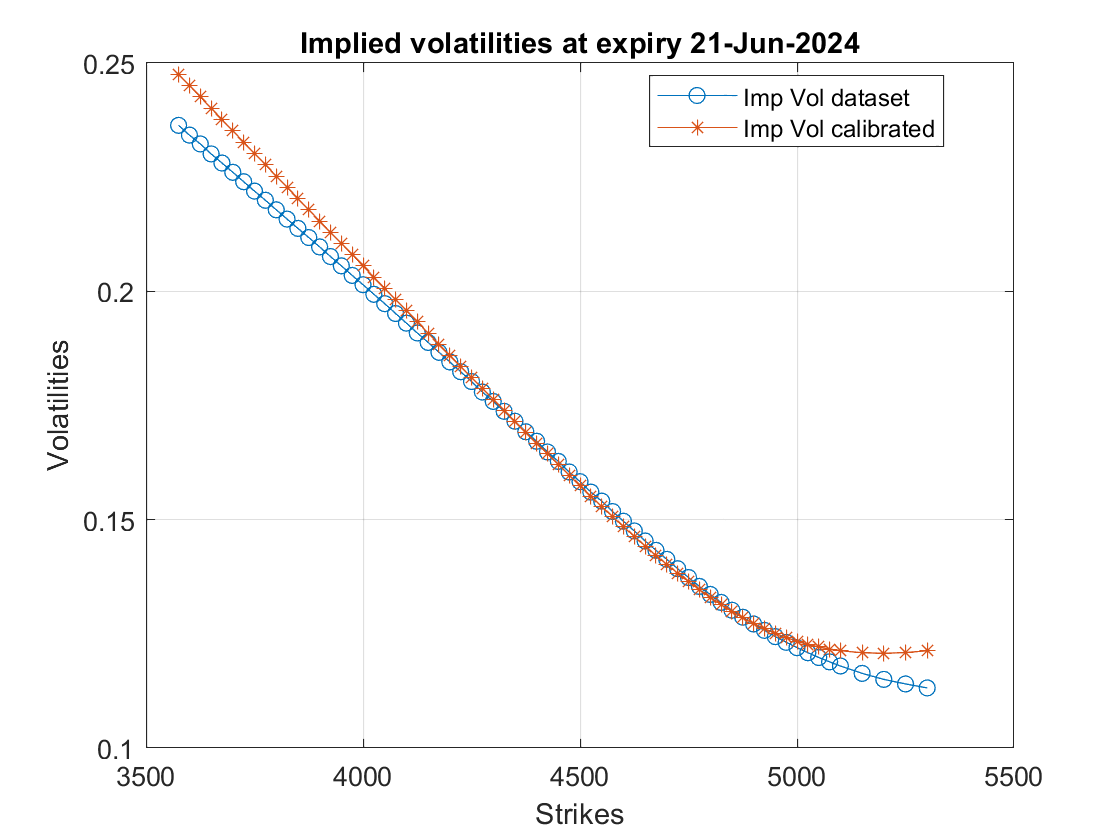 Implied volatilities at expiry 21-Jun-2024
0.25
Imp Vol dataset
Imp Vol calibrated
0.2
Volatilities
0.15
0.1
3500 4000 4500 5000 5500
Strikes